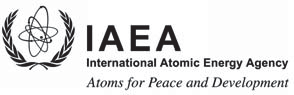 IAEA
International Atomic Energy Agency
Atoms for Peace and Development